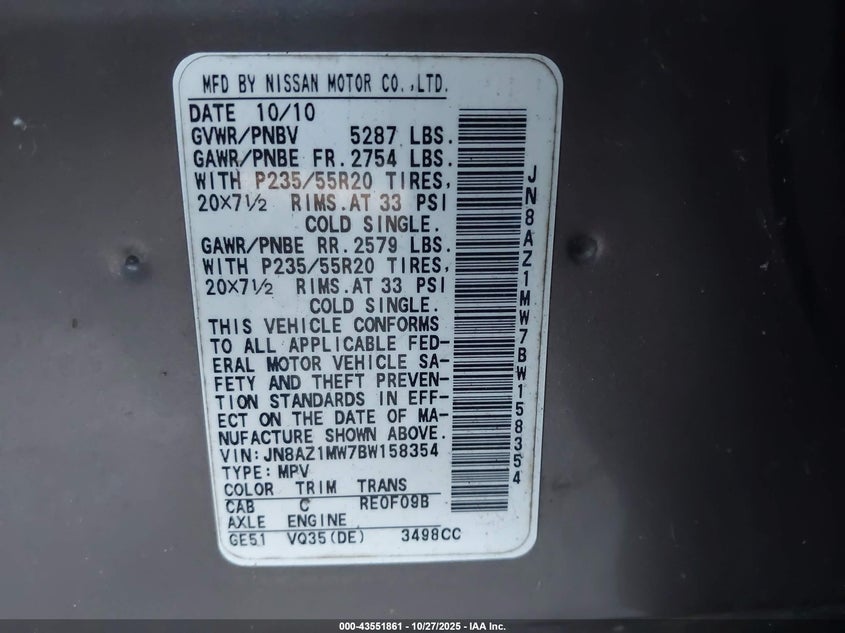 MFD BY NISSAN MOTOR CO.,LTD.
DATE 10/10
GVWR/PNBV 5287 LBS.
GAWR/PNBE FR. 2754 LBS.
WITH P235/55R20 TIRES,
20X7½ RIMS.AT 33 PSI
COLD SINGLE.
GAWR/PNBE RR. 2579 LBS.
WITH P235/55R20 TIRES,
20X7½ RIMS.AT 33 PSI
COLD SINGLE.
THIS VEHICLE CONFORMS
TO ALL APPLICABLE FED-
ERAL MOTOR VEHICLE SA-
FETY AND THEFT PREVEN-
TION STANDARDS IN EFF-
ECT ON THE DATE OF MA-
NUFACTURE SHOWN ABOVE.
VIN:JN8AZ1MW7BW158354
TYPE:MPV
COLOR TRIM TRANS
CAB C RE0F09B
AXLE ENGINE
GE51 VQ35(DE) 3498CC
JN8AZ1MW7BW158354
000-43551861 - 10/27/2025 - IAA Inc.